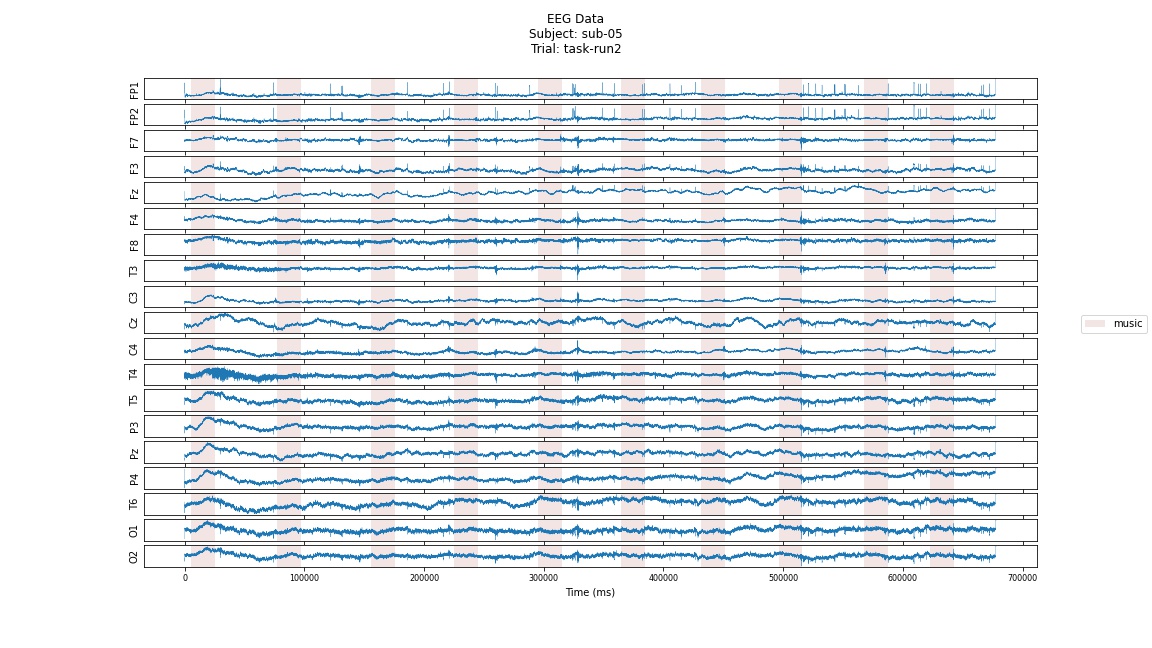 EEG Data
Subject: sub-05
Trial: task-run2
FP1
FP2
F7
F3
Fz
F4
F8
T3
C3
Cz
C4
T4
T5
P3
Pz
P4
T6
O1
O2
music
0 100000 200000 300000 400000 500000 600000 700000
Time (ms)